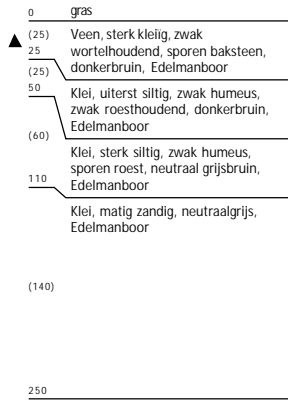 0 gras
(25) Veen, sterk kleiïg, zwak
25 wortelhoudend, sporen baksteen,
(25) donkerbruin, Edelmanboor
50 Klei, uiterst siltig, zwak humeus,
zwak roesthoudend, donkerbruin,
(60) Edelmanboor
Klei, sterk siltig, zwak humeus,
sporen roest, neutraal grijsbruin,
110 Edelmanboor
Klei, matig zandig, neutraalgrijs,
Edelmanboor
(140)
250